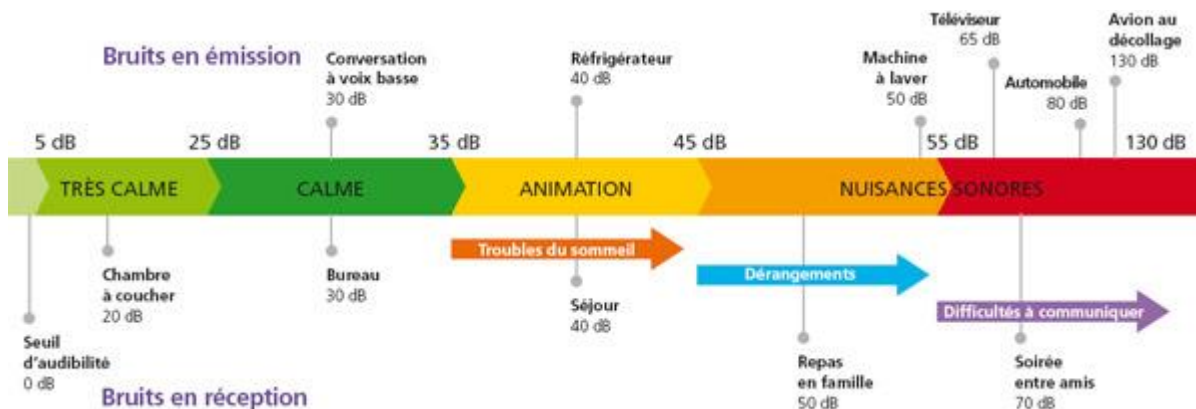 Bruits en émission
Conversation
à voix basse
30 dB
Réfrigérateur
40 dB
Machine
à laver
50 dB
Téléviseur
65 dB
Automobile
80 dB
Avion au
décollage
130 dB
5 dB
25 dB
35 dB
45 dB
55 dB
130 dB
TRÈS CALME
CALME
ANIMATION
NUISANCES SONORES
Troubles du sommeil
Dérangements
Difficultés à communiquer
Seuil
d'audibilité
0 dB
Chambre
à coucher
20 dB
Bureau
30 dB
Séjour
40 dB
Repas
en famille
50 dB
Soirée
entre amis
70 dB
Bruits en réception